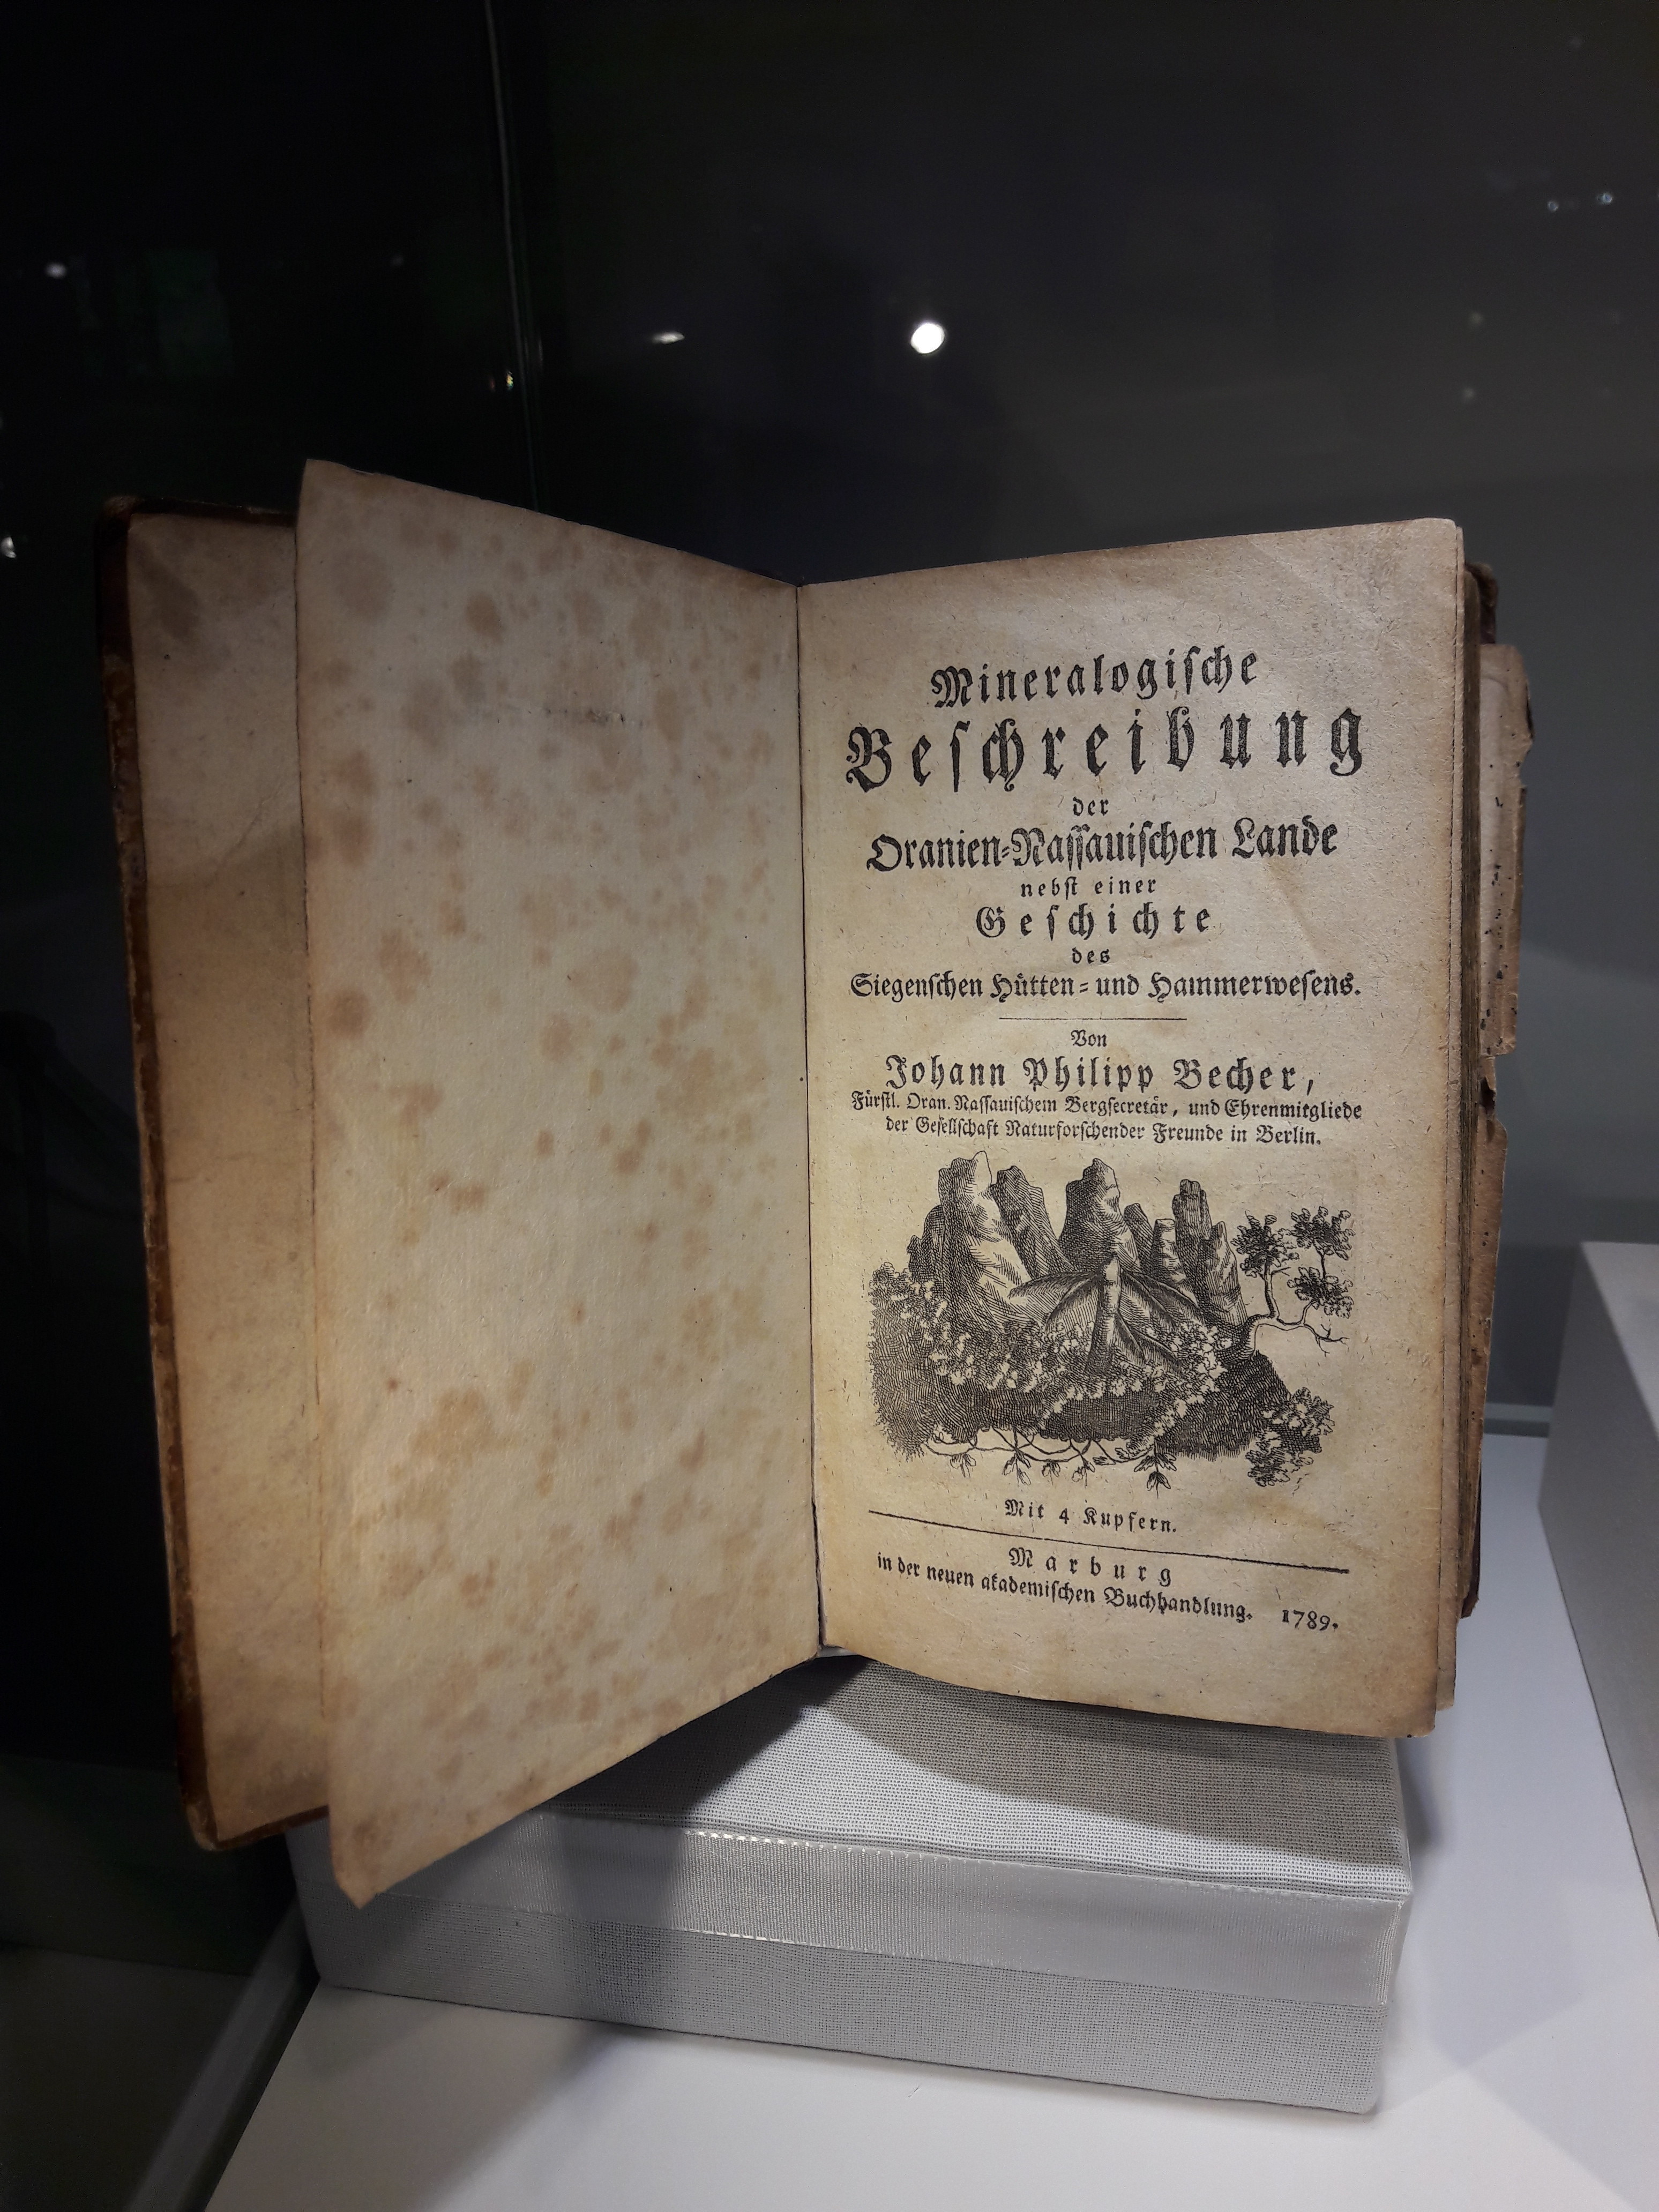 Mineralogiſche
Beſchreibung
der
Oranien-Naſſauiſchen Lande
nebſt einer
Geſchichte
des
Siegenſchen Hütten- und Hammerweſens.
Von
Johann Philipp Becher,
Fürſtl. Oran. Naſſauiſchem Bergſecretär, und Ehrenmitgliede
der Geſellſchaft Naturforſchender Freunde in Berlin.
Mit 4 Kupfern.
Marburg
in der neuen akademiſchen Buchhandlung. 1789.